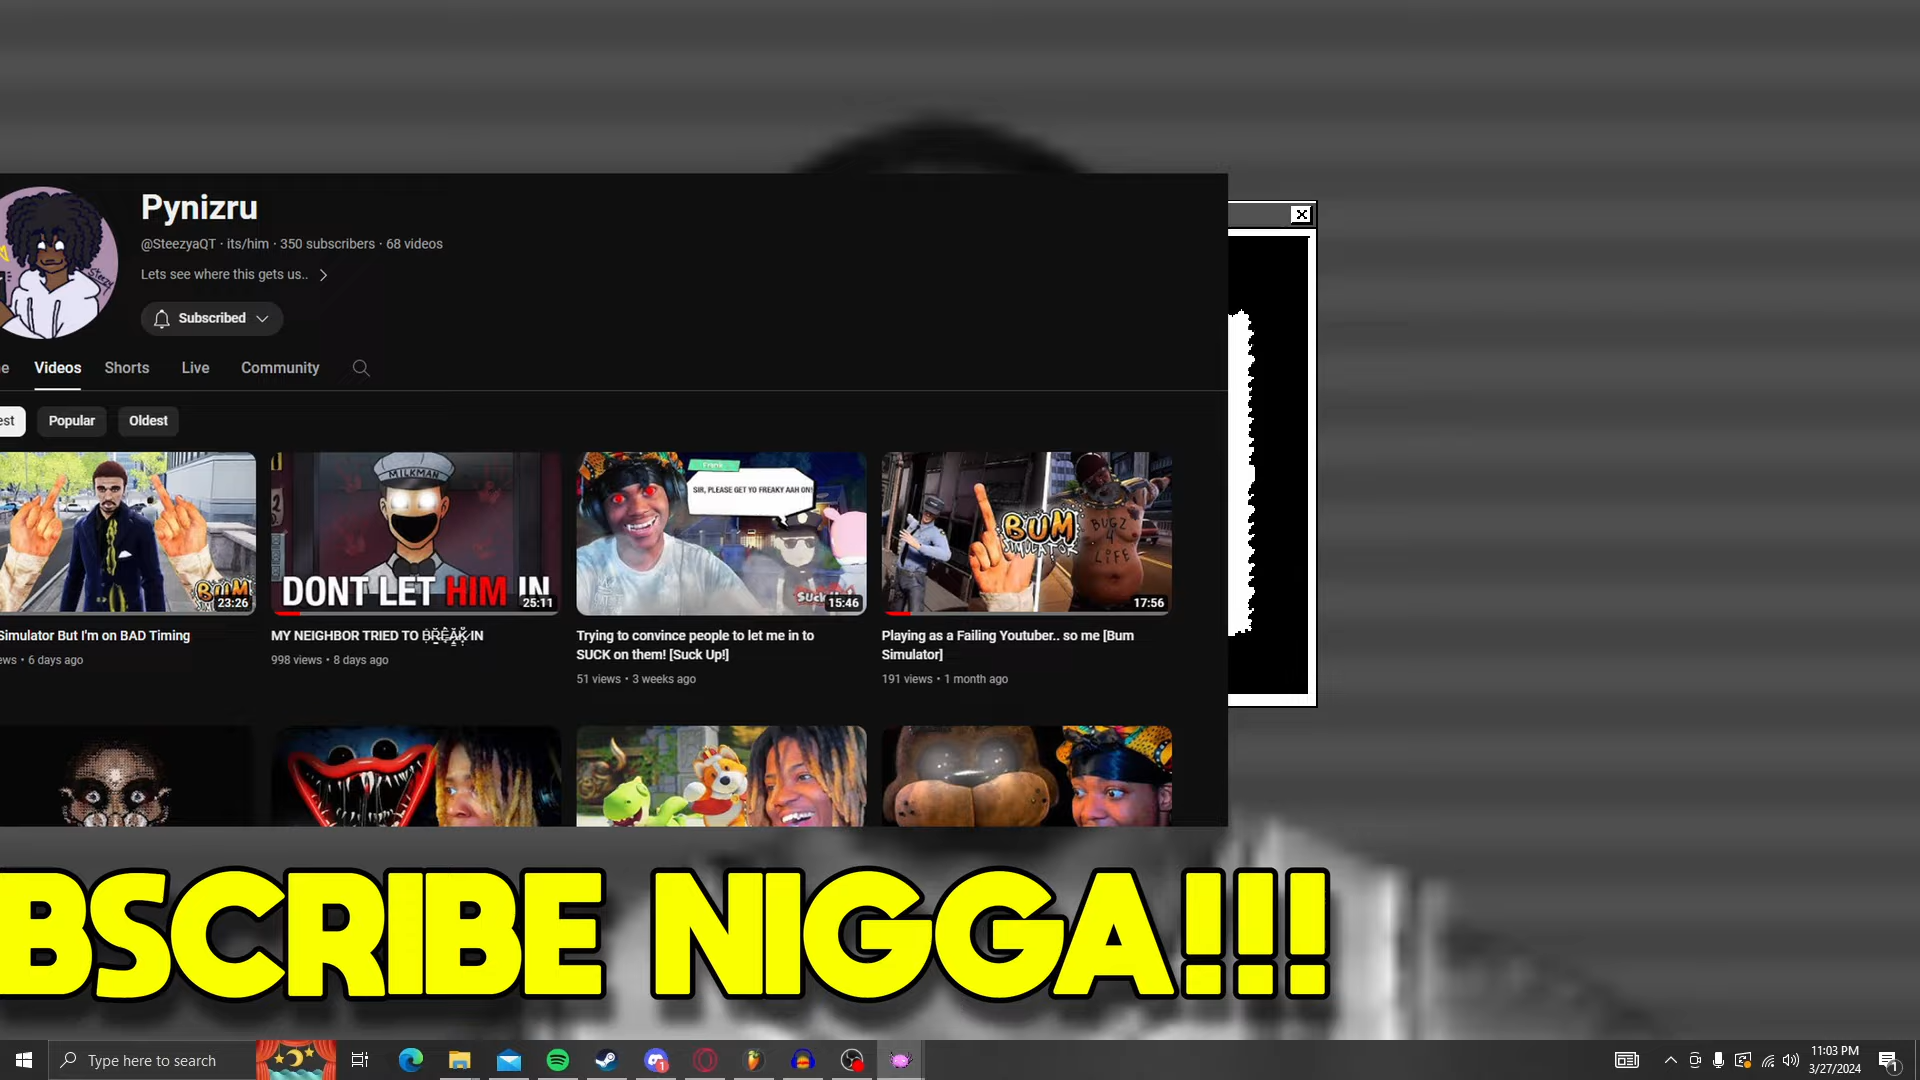 Pynizru
@SteezyaQT · its/him · 350 subscribers · 68 videos
Lets see where this gets us..
Subscribed
Videos Shorts Live Community
Popular Oldest
MILKMAN
DONT LET HIM IN
SIR, PLEASE GET YO FREAKY AAH ON!
BUM SIMULATOR
BUGZ 4 LIFE
23:26
25:11
15:46
17:56
Simulator But I'm on BAD Timing
6 days ago
MY NEIGHBOR TRIED TO BREAK IN
998 views • 8 days ago
Trying to convince people to let me in to
SUCK on them! [Suck Up!]
51 views • 3 weeks ago
Playing as a Failing Youtuber.. so me [Bum
Simulator]
191 views • 1 month ago
BSCRIBE NIGGA!!!
Type here to search
11:03 PM
3/27/2024